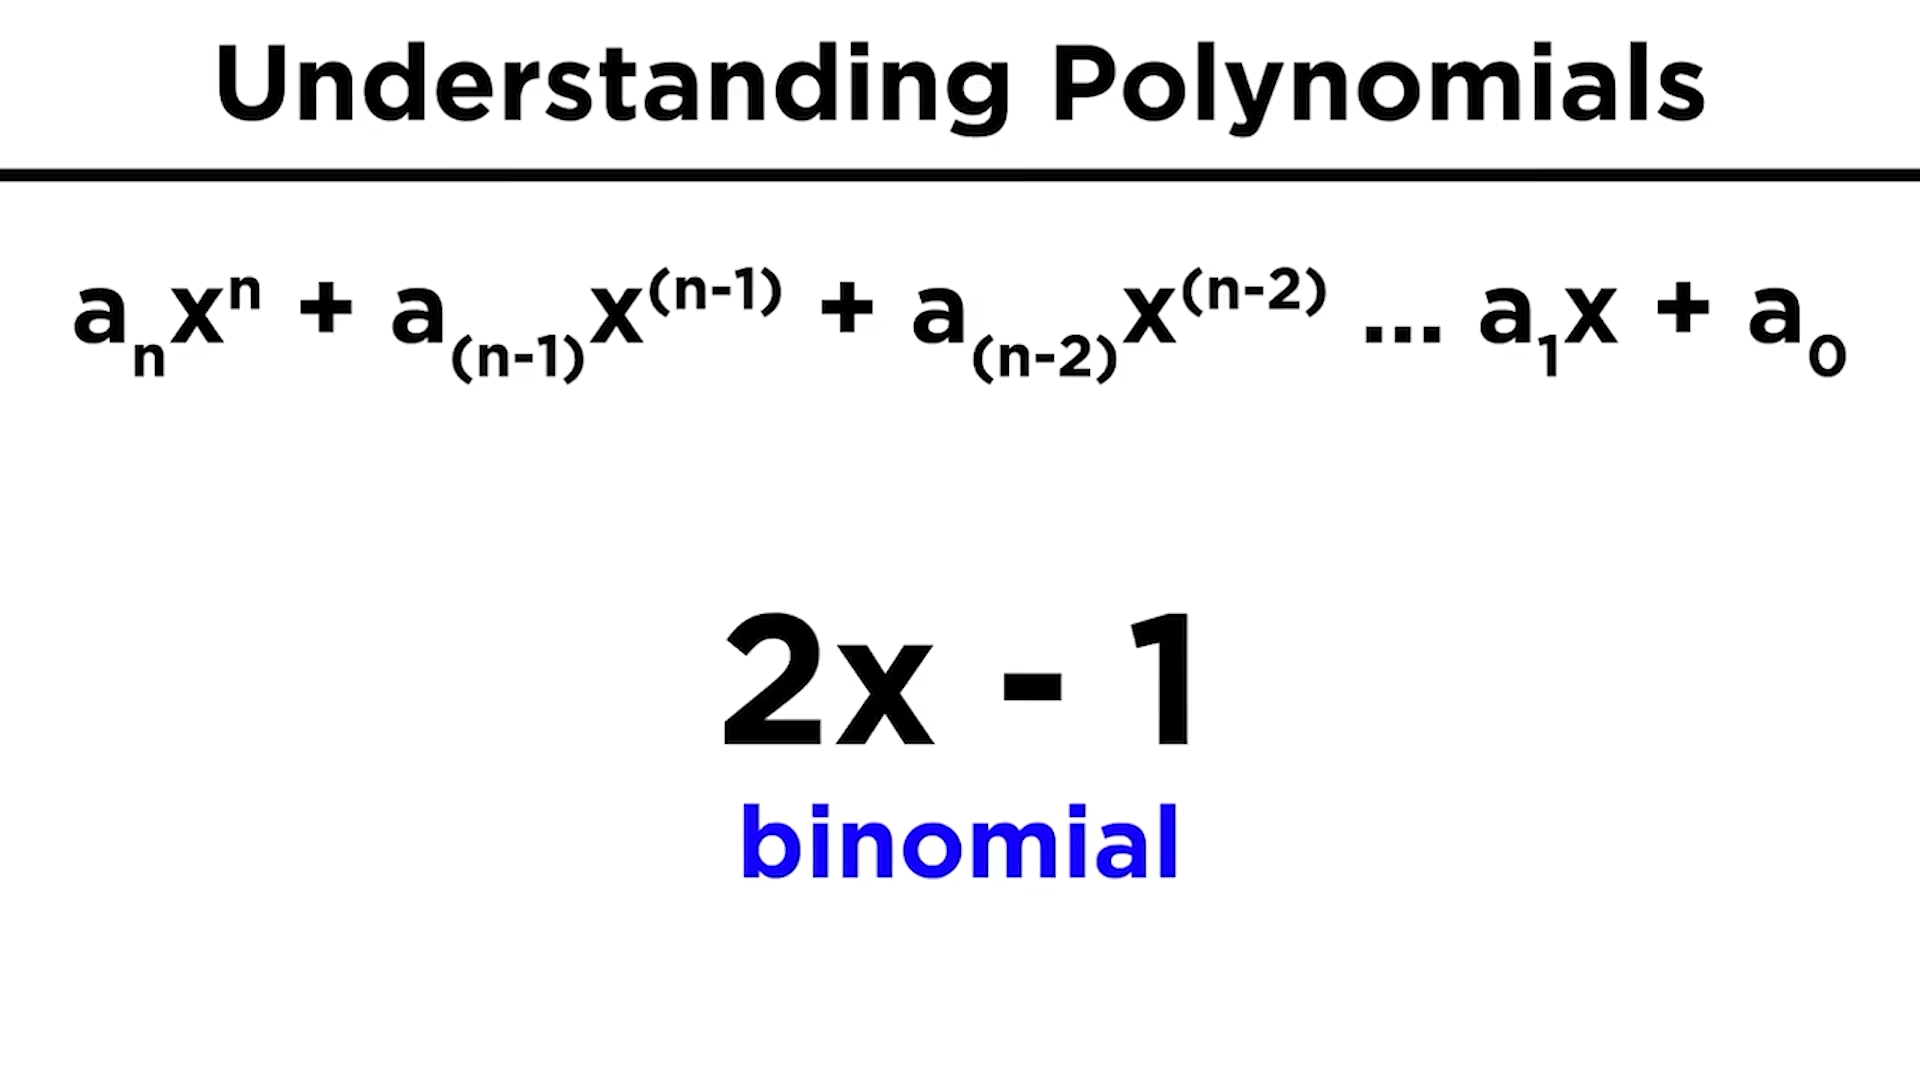 Understanding Polynomials
aₙxⁿ + a₍ₙ₋₁₎x⁽ⁿ⁻¹⁾ + a₍ₙ₋₂₎x⁽ⁿ⁻²⁾ ... a₁x + a₀
2x - 1
binomial